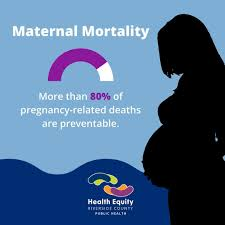 Maternal Mortality
More than 80% of
pregnancy-related deaths
are preventable.
Health Equity
RIVERSIDE COUNTY
PUBLIC HEALTH